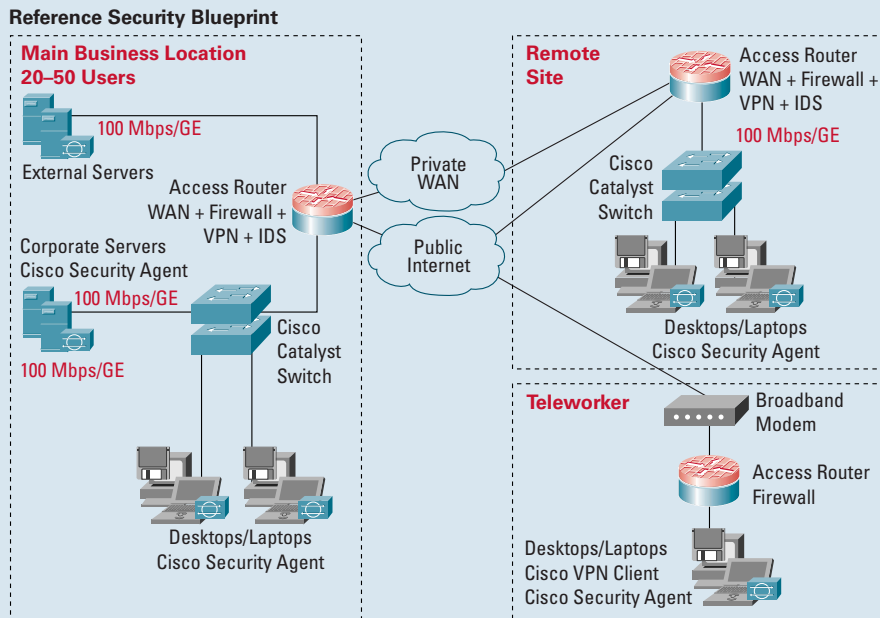 Reference Security Blueprint
Main Business Location
20–50 Users
100 Mbps/GE
External Servers
Access Router
WAN + Firewall +
VPN + IDS
Corporate Servers
Cisco Security Agent
100 Mbps/GE
100 Mbps/GE
Cisco
Catalyst
Switch
Desktops/Laptops
Cisco Security Agent
Private
WAN
Public
Internet
Remote
Site
Access Router
WAN + Firewall +
VPN + IDS
100 Mbps/GE
Cisco
Catalyst
Switch
Desktops/Laptops
Cisco Security Agent
Teleworker
Broadband
Modem
Access Router
Firewall
Desktops/Laptops
Cisco VPN Client
Cisco Security Agent